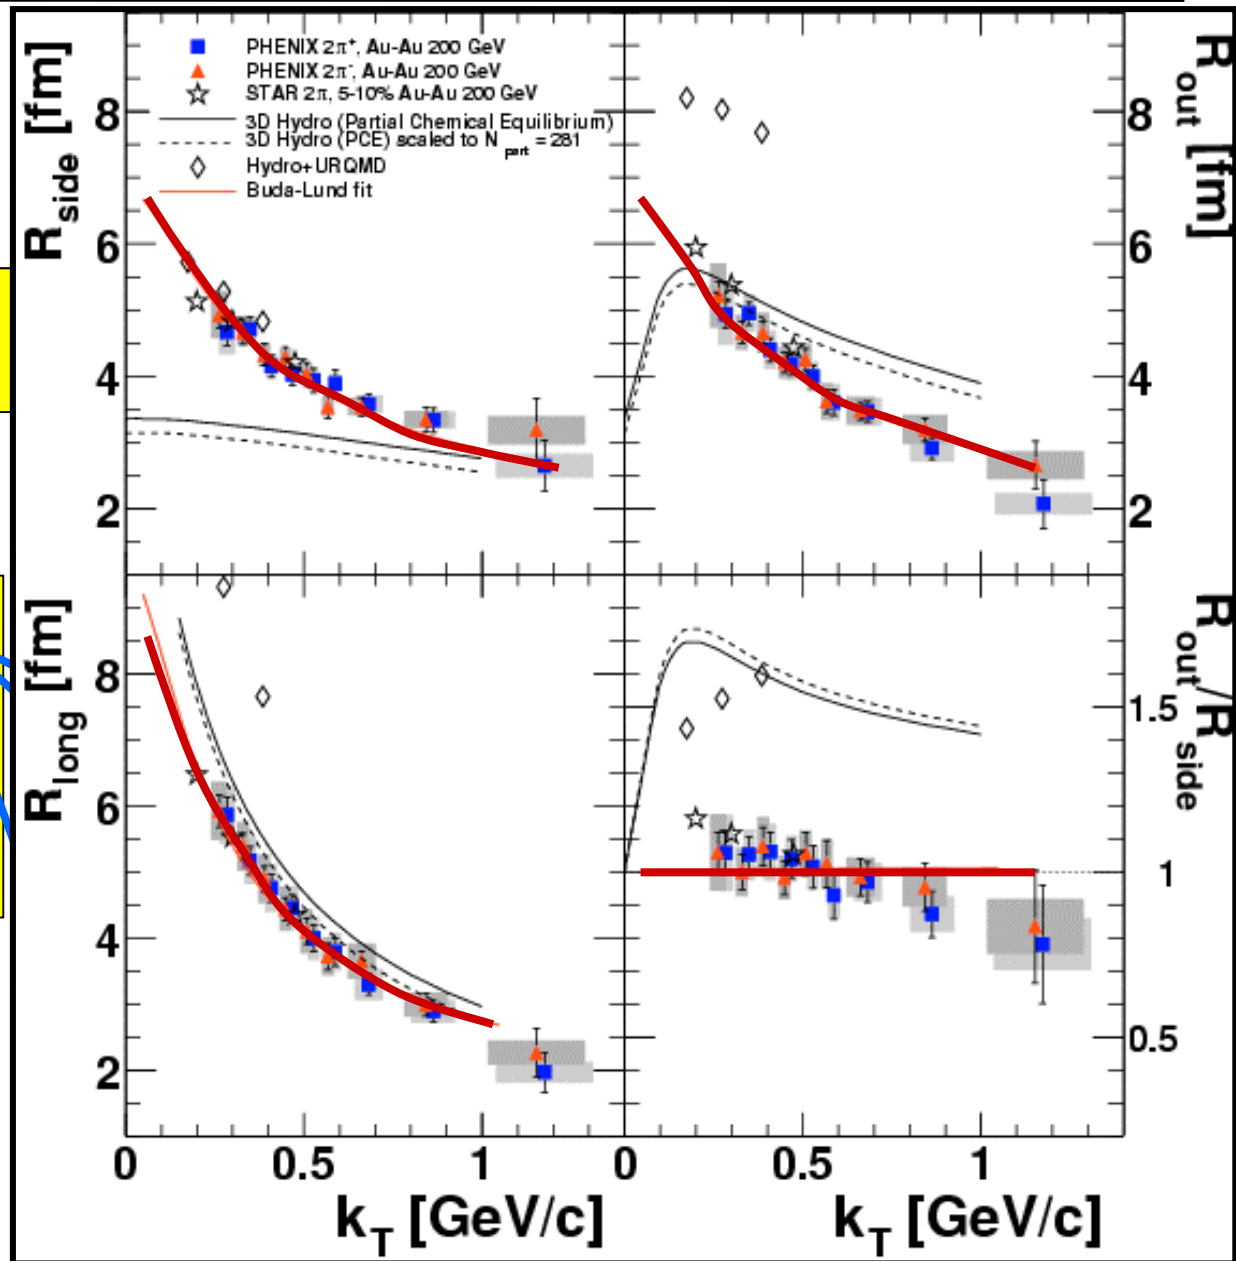 PHENIX 2π⁺, Au-Au 200 GeV
PHENIX 2π⁻, Au-Au 200 GeV
STAR 2π, 5-10% Au-Au 200 GeV
3D Hydro (Partial Chemical Equilibrium)
3D Hydro (PCE) scaled to N_part = 281
Hydro+URQMD
Buda-Lund fit
R_side [fm]
8
6
4
2
R_out [fm]
8
6
4
2
R_long [fm]
8
6
4
2
R_out/R_side
1.5
1
0.5
0 0.5 1
0 0.5 1
k_T [GeV/c]
k_T [GeV/c]